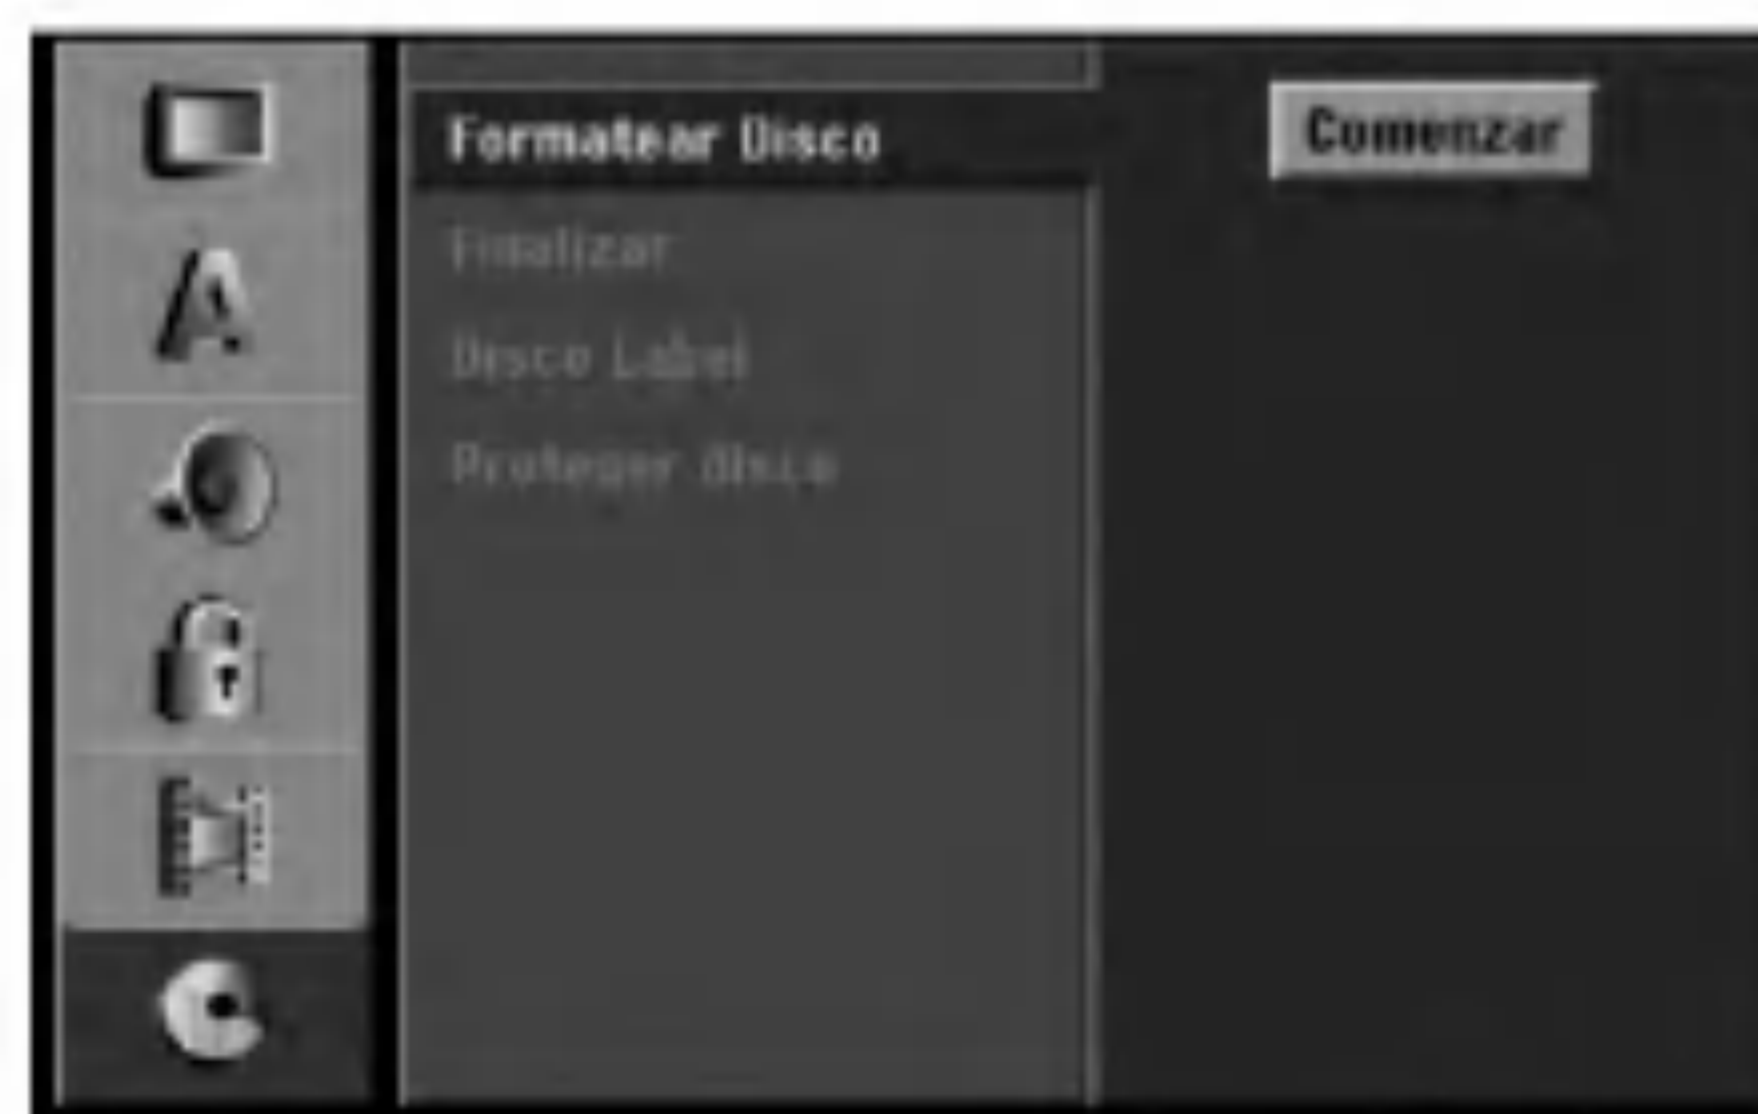 Formatear Disco
Comenzar
Finalizar
Disco Label
Proteger disco